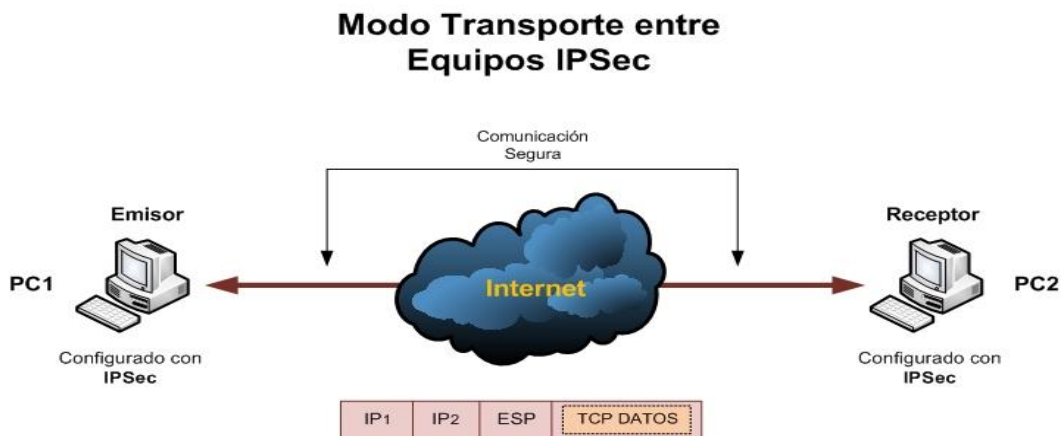 Modo Transporte entre
Equipos IPSec
Comunicación
Segura
Emisor
Receptor
PC1
Internet
PC2
Configurado con
IPSec
Configurado con
IPSec
IP1 IP2 ESP TCP DATOS